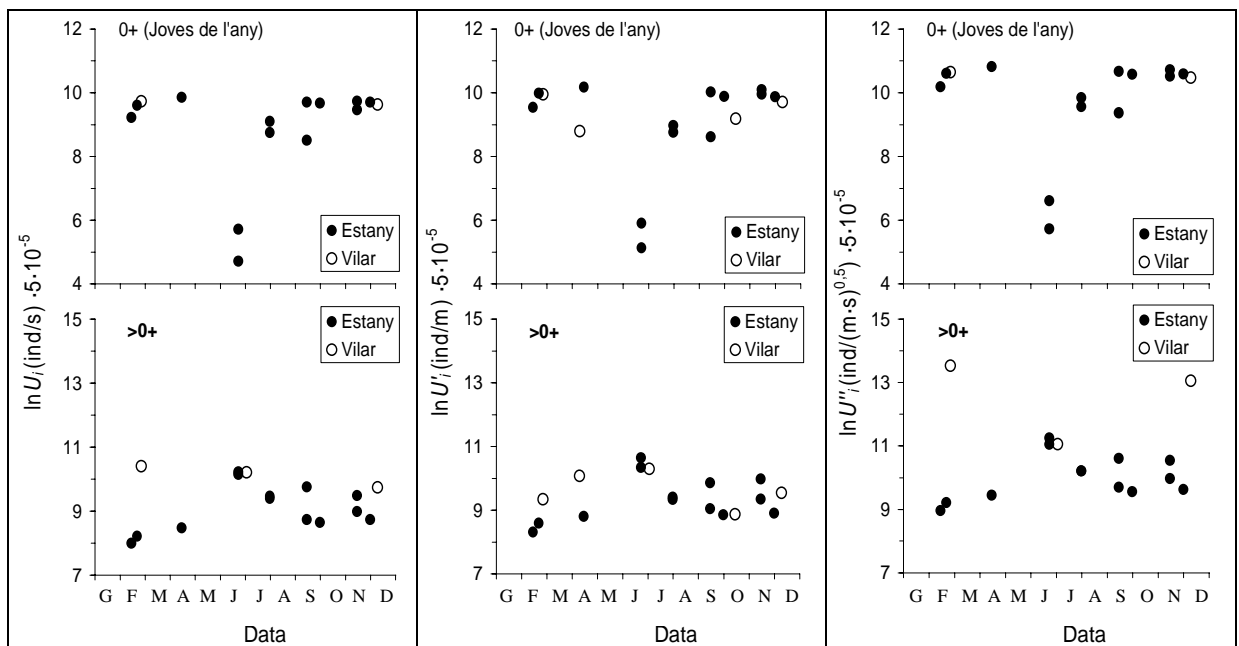 0+ (Joves de l'any)
12
10
8
6
4
ln U_i (ind/s) ·5·10^-5
Estany
Vilar
>0+
15
13
11
9
7
Estany
Vilar
G F M A M J J A S O N D
Data
0+ (Joves de l'any)
12
10
8
6
4
ln U'_i (ind/m) ·5·10^-5
Estany
Vilar
>0+
15
13
11
9
7
Estany
Vilar
G F M A M J J A S O N D
Data
0+ (Joves de l'any)
12
10
8
6
4
ln U''_i (ind/(m·s)^0,5) ·5·10^-5
Estany
Vilar
>0+
15
13
11
9
7
Estany
Vilar
G F M A M J J A S O N D
Data